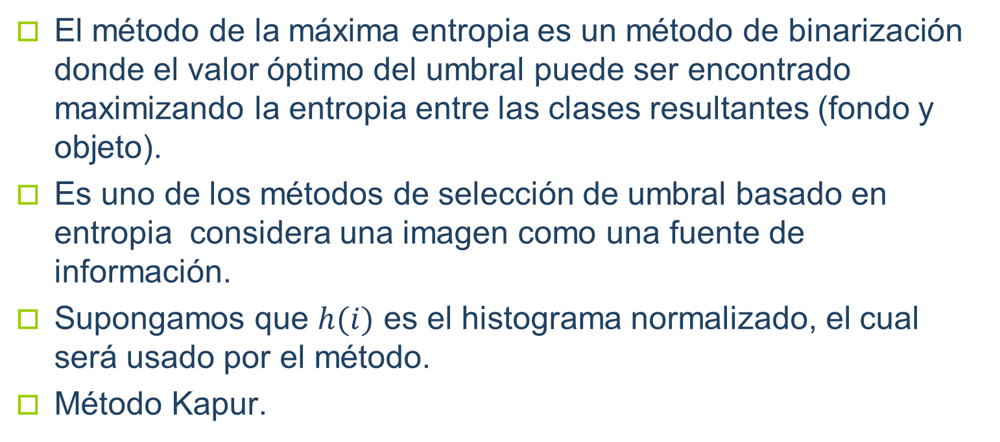 El método de la máxima entropia es un método de binarización
donde el valor óptimo del umbral puede ser encontrado
maximizando la entropia entre las clases resultantes (fondo y
objeto).
Es uno de los métodos de selección de umbral basado en
entropia considera una imagen como una fuente de
información.
Supongamos que h(i) es el histograma normalizado, el cual
será usado por el método.
Método Kapur.